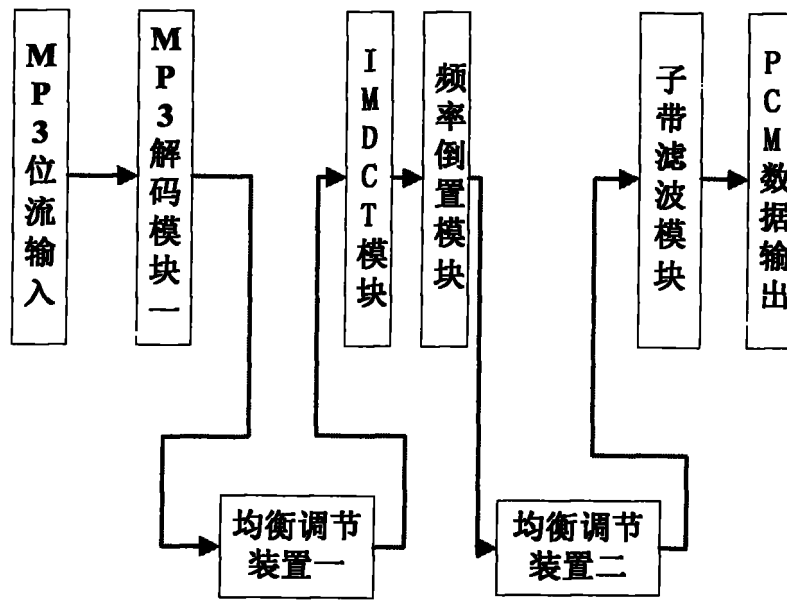 MP3位流输入
MP3解码模块一
IMDCT模块
频率倒置模块
子带滤波模块
PCM数据输出
均衡调节
装置一
均衡调节
装置二